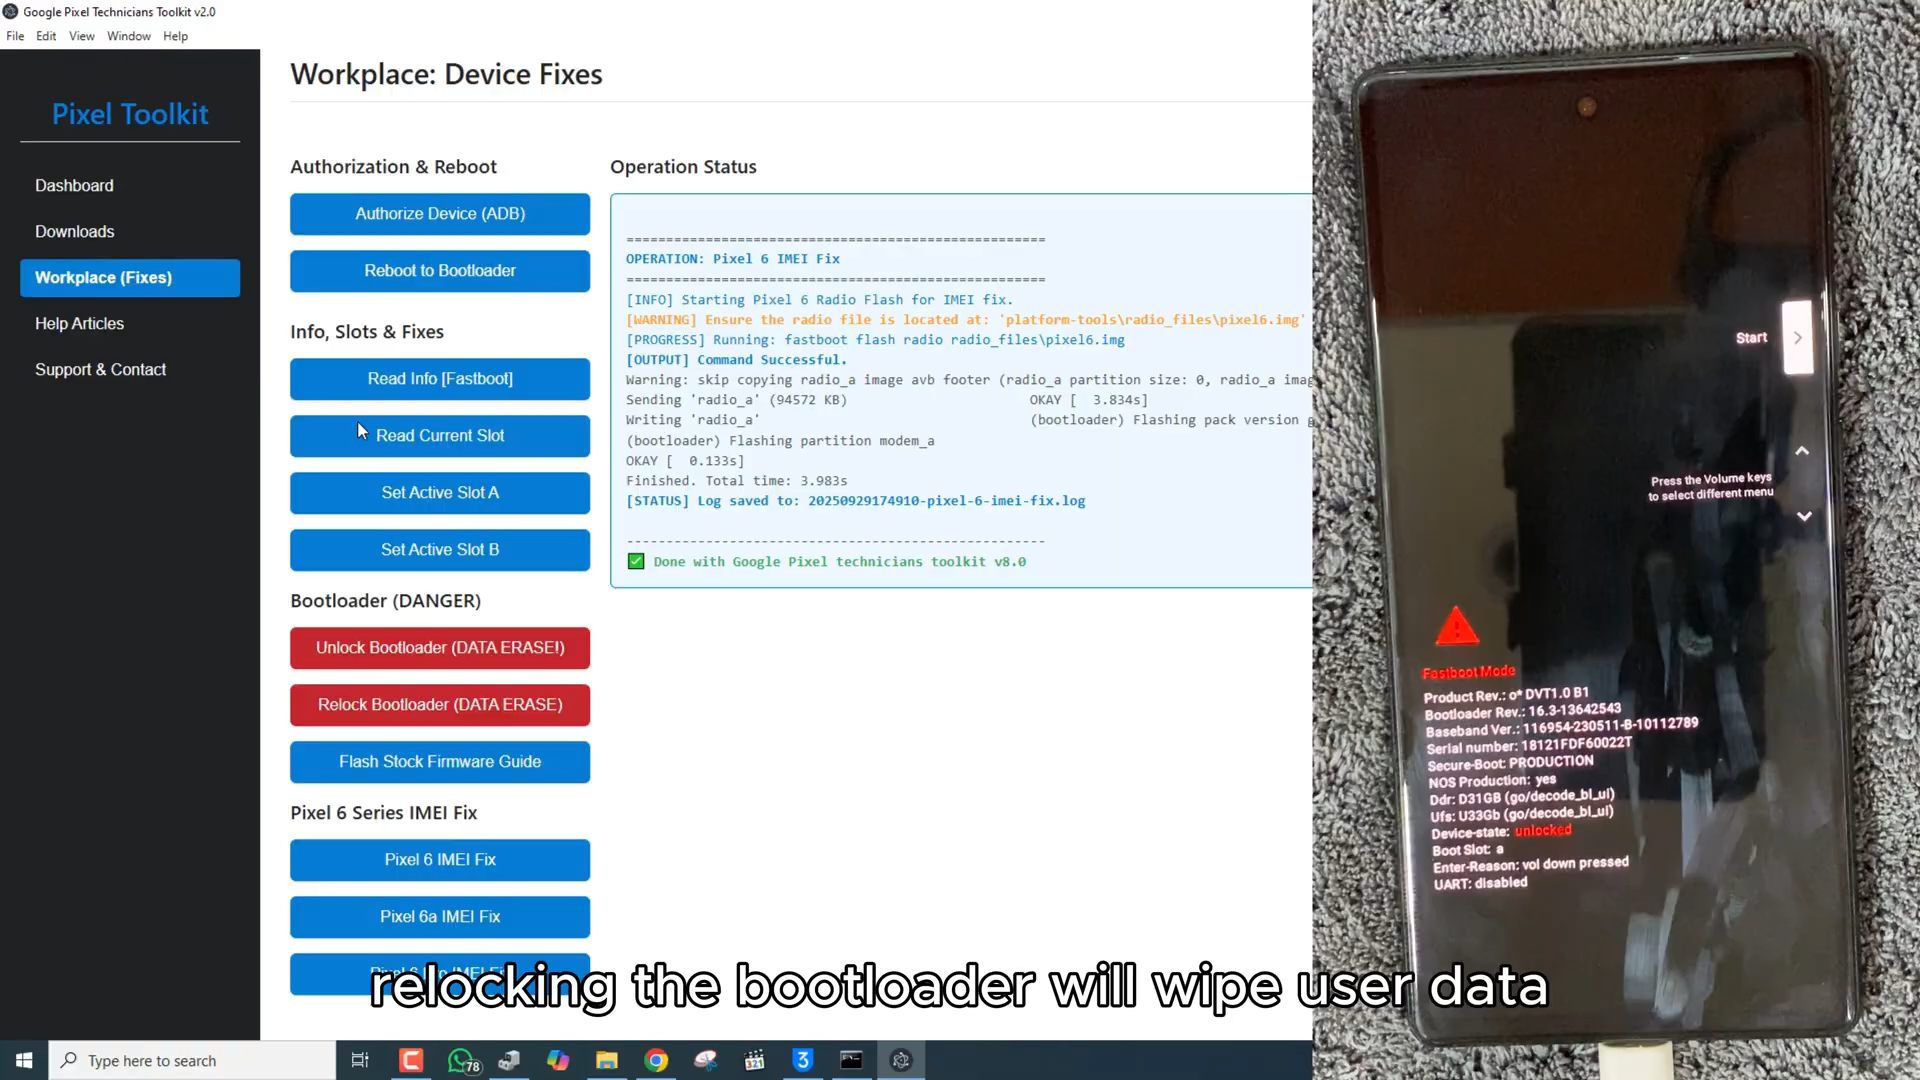 Google Pixel Technicians Toolkit v2.0
File Edit View Window Help
Pixel Toolkit
Dashboard
Downloads
Workplace (Fixes)
Help Articles
Support & Contact
Workplace: Device Fixes
Authorization & Reboot
Authorize Device (ADB)
Reboot to Bootloader
Info, Slots & Fixes
Read Info [Fastboot]
Read Current Slot
Set Active Slot A
Set Active Slot B
Bootloader (DANGER)
Unlock Bootloader (DATA ERASE!)
Relock Bootloader (DATA ERASE)
Flash Stock Firmware Guide
Pixel 6 Series IMEI Fix
Pixel 6 IMEI Fix
Pixel 6a IMEI Fix
Operation Status
====================================================
OPERATION: Pixel 6 IMEI Fix
====================================================
[INFO] Starting Pixel 6 Radio Flash for IMEI fix.
[WARNING] Ensure the radio file is located at: 'platform-tools\radio_files\pixel6.img'
[PROGRESS] Running: fastboot flash radio radio_files\pixel6.img
[OUTPUT] Command Successful.
Warning: skip copying radio_a image avb footer (radio_a partition size: 0, radio_a imag
Sending 'radio_a' (94572 KB) OKAY [ 3.834s]
Writing 'radio_a' (bootloader) Flashing pack version g
(bootloader) Flashing partition modem_a
OKAY [ 0.133s]
Finished. Total time: 3.983s
[STATUS] Log saved to: 20250929174910-pixel-6-imei-fix.log
----------------------------------------------------
Done with Google Pixel technicians toolkit v8.0
Start
Press the Volume keys
to select different menu
Fastboot Mode
Product Rev.: o* DVT1.0 B1
Bootloader Rev.: 16.3-13642543
Baseband Ver.: 116954-230511-B-10112789
Serial number: 18121FDF60022T
Secure-Boot: PRODUCTION
NOS Production: yes
Ddr: D31GB (go/decode_bl_ui)
Ufs: U33Gb (go/decode_bl_ui)
Device-state: unlocked
Boot Slot: a
Enter-Reason: vol down pressed
UART: disabled
relocking the bootloader will wipe user data
Type here to search
78
321
3